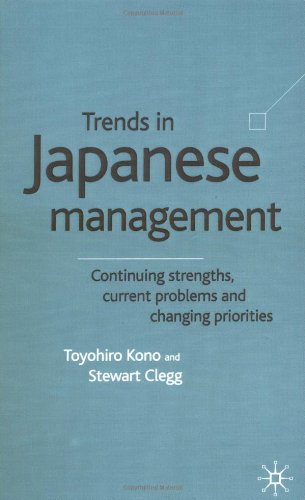 Trends in
Japanese
management
Continuing strengths,
current problems and
changing priorities
Toyohiro Kono and
Stewart Clegg